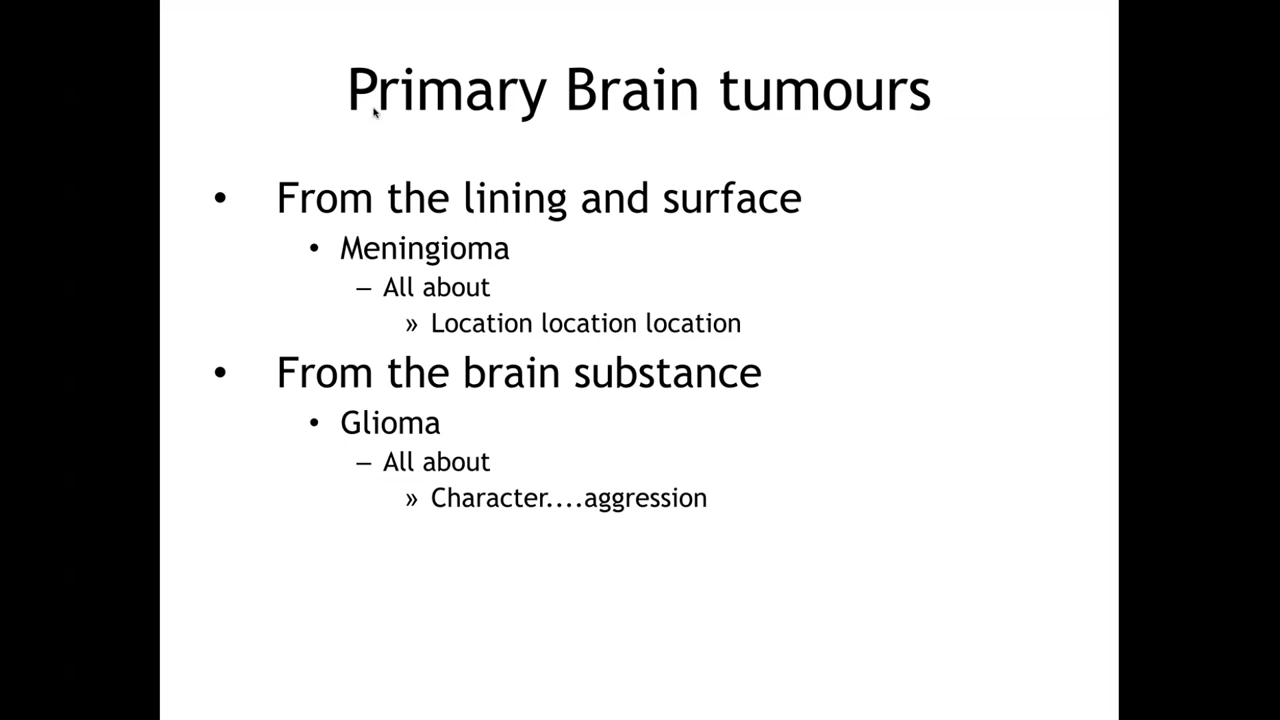 Primary Brain tumours
• From the lining and surface
• Meningioma
– All about
» Location location location
• From the brain substance
• Glioma
– All about
» Character....aggression